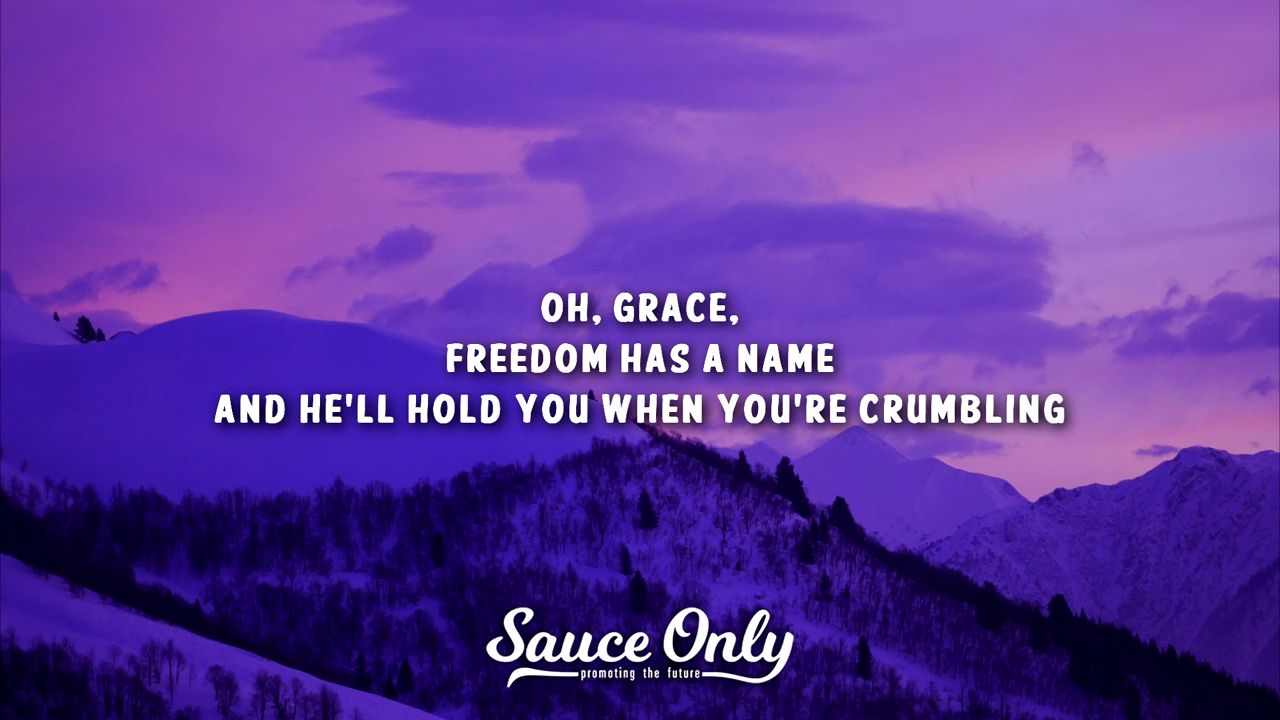 OH, GRACE,
FREEDOM HAS A NAME
AND HE'LL HOLD YOU WHEN YOU'RE CRUMBLING
Sauce Only
promoting the future